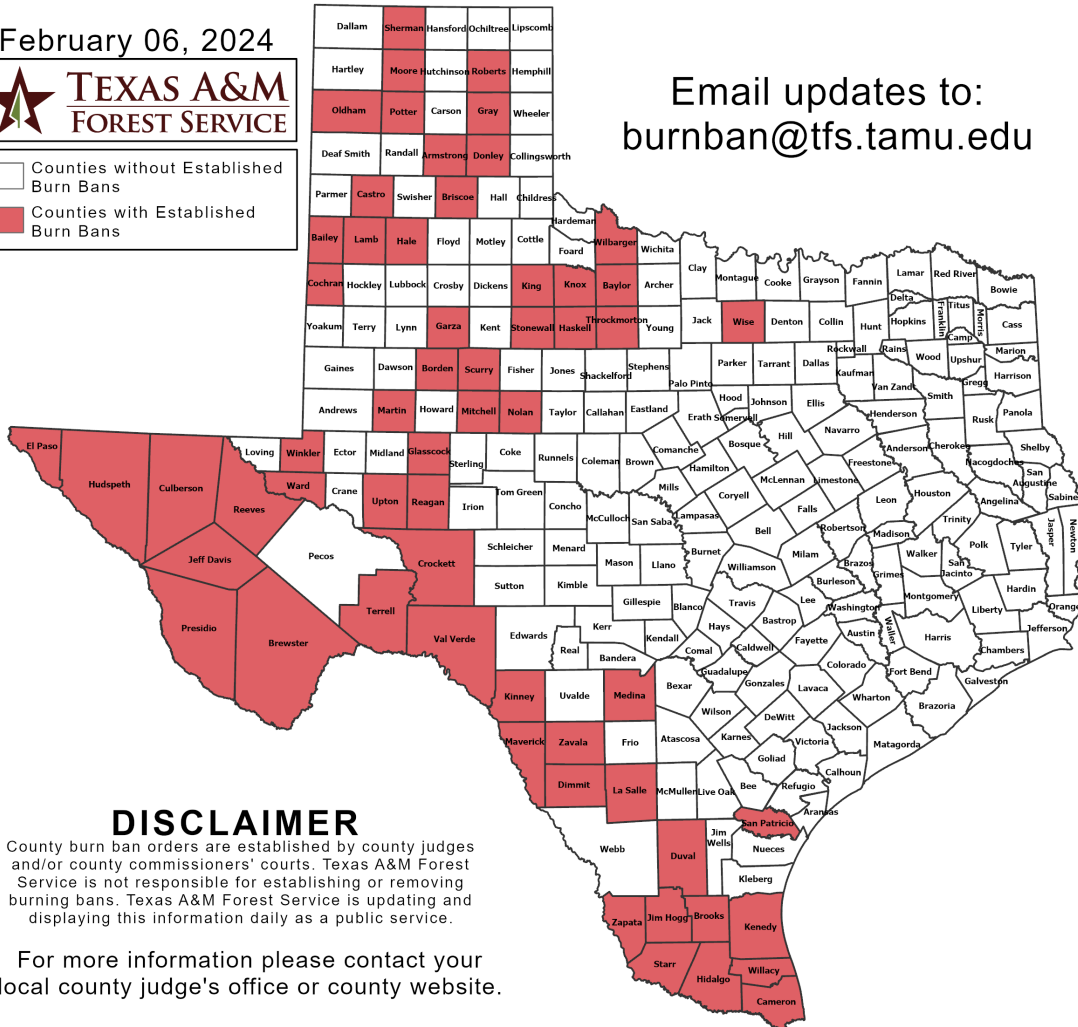 February 06, 2024
TEXAS A&M
FOREST SERVICE
Counties without Established
Burn Bans
Counties with Established
Burn Bans
Email updates to:
burnban@tfs.tamu.edu
Dallam Sherman Hansford Ochiltree Lipscomb
Hartley Moore Hutchinson Roberts Hemphill
Oldham Potter Carson Gray Wheeler
Deaf Smith Randall Armstrong Donley Collingsworth
Parmer Castro Swisher Briscoe Hall Childress
Hardeman
Bailey Lamb Hale Floyd Motley Cottle Foard Wilbarger Wichita
Clay Montague Cooke Grayson Fannin Lamar Red River Bowie
Cochran Hockley Lubbock Crosby Dickens King Knox Baylor Archer
Delta Titus Franklin Morris
Yoakum Terry Lynn Garza Kent Stonewall Haskell Throckmorton Young Jack Wise Denton Collin Hunt Hopkins Camp Cass
Gaines Dawson Borden Scurry Fisher Jones Shackelford Stephens Palo Pinto Parker Tarrant Dallas Rockwall Kaufman Rains Van Zandt Wood Upshur Marion
Gregg Harrison
Andrews Martin Howard Mitchell Nolan Taylor Callahan Eastland Erath Hood Somervell Johnson Ellis Henderson Smith Rusk Panola
El Paso Hudspeth Culberson Reeves Loving Winkler Ector Midland Glasscock Sterling Coke Runnels Coleman Brown Comanche Hamilton Bosque Hill Navarro Freestone Anderson Cherokee Nacogdoches Shelby
San
Augustine
Sabine
Ward Crane Upton Reagan Irion Tom Green Concho McCulloch San Saba Mills Lampasas Coryell McLennan Limestone Falls Leon Houston Angelina
Jeff Davis Pecos Crockett Schleicher Menard Mason Llano Burnet Bell Milam Robertson Madison Trinity Polk Tyler Jasper Newton
Williamson Brazos Grimes Walker San
Jacinto
Hardin
Presidio Brewster Terrell Val Verde Sutton Kimble Gillespie Blanco Travis Lee Burleson Washington Montgomery Liberty Orange
Edwards Kerr Real Bandera Kendall Hays Comal Caldwell Bastrop Fayette Austin Waller Harris Chambers Jefferson
Kinney Uvalde Medina Bexar Guadalupe Gonzales Lavaca Colorado Wharton Fort Bend Brazoria Galveston
Maverick Zavala Frio Atascosa Wilson Karnes DeWitt Victoria Jackson Matagorda
Dimmit La Salle McMullen Live Oak Bee Goliad Refugio Calhoun Aransas
Webb Duval Jim
Wells
San Patricio
Nueces
Kleberg
Zapata Jim Hogg Brooks Kenedy
Starr Hidalgo Willacy
Cameron
DISCLAIMER
County burn ban orders are established by county judges
and/or county commissioners' courts. Texas A&M Forest
Service is not responsible for establishing or removing
burning bans. Texas A&M Forest Service is updating and
displaying this information daily as a public service.
For more information please contact your
local county judge's office or county website.